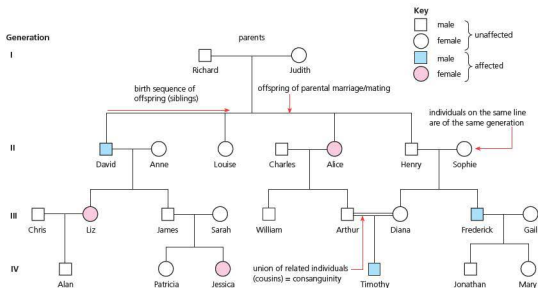 Key
male
female
unaffected
male
female
affected
Generation
parents
I
Richard
Judith
birth sequence of
offspring (siblings)
offspring of parental marriage/mating
individuals on the same line
are of the same generation
II
David
Anne
Louise
Charles
Alice
Henry
Sophie
III
Chris
Liz
James
Sarah
William
Arthur
Diana
Frederick
Gail
IV
Alan
Patricia
Jessica
union of related individuals
(cousins) = consanguinity
Timothy
Jonathan
Mary